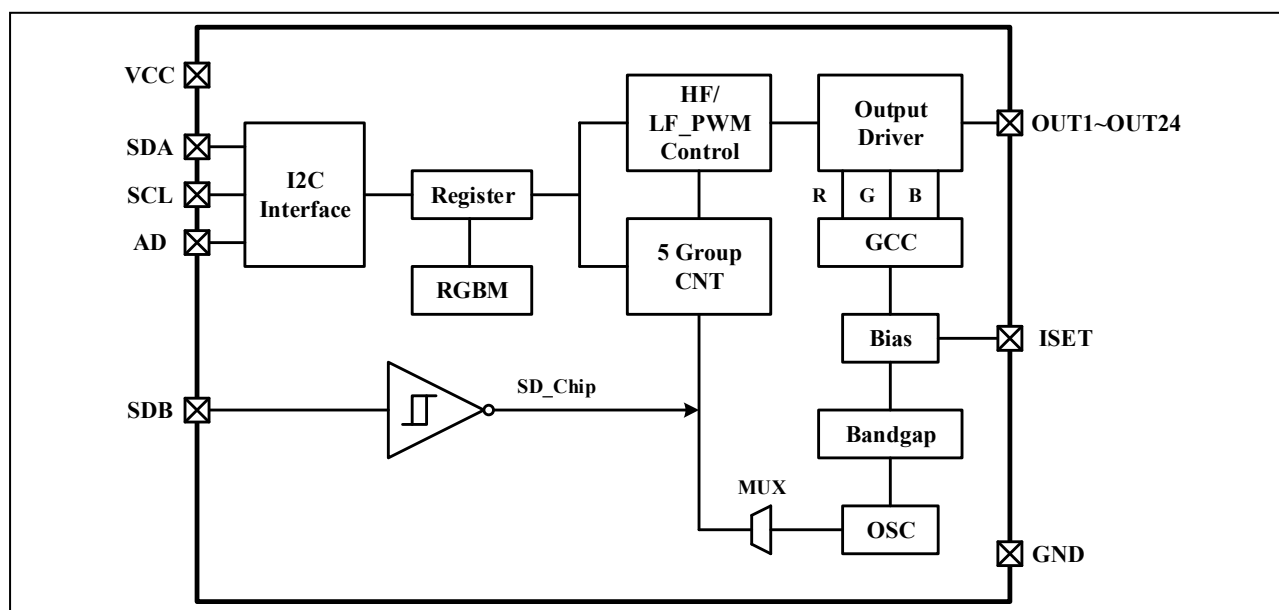 VCC
SDA
SCL
AD
SDB
I2C
Interface
Register
RGBM
HF/
LF_PWM
Control
5 Group
CNT
SD_Chip
MUX
Output
Driver
R G B
GCC
Bias
Bandgap
OSC
OUT1~OUT24
ISET
GND